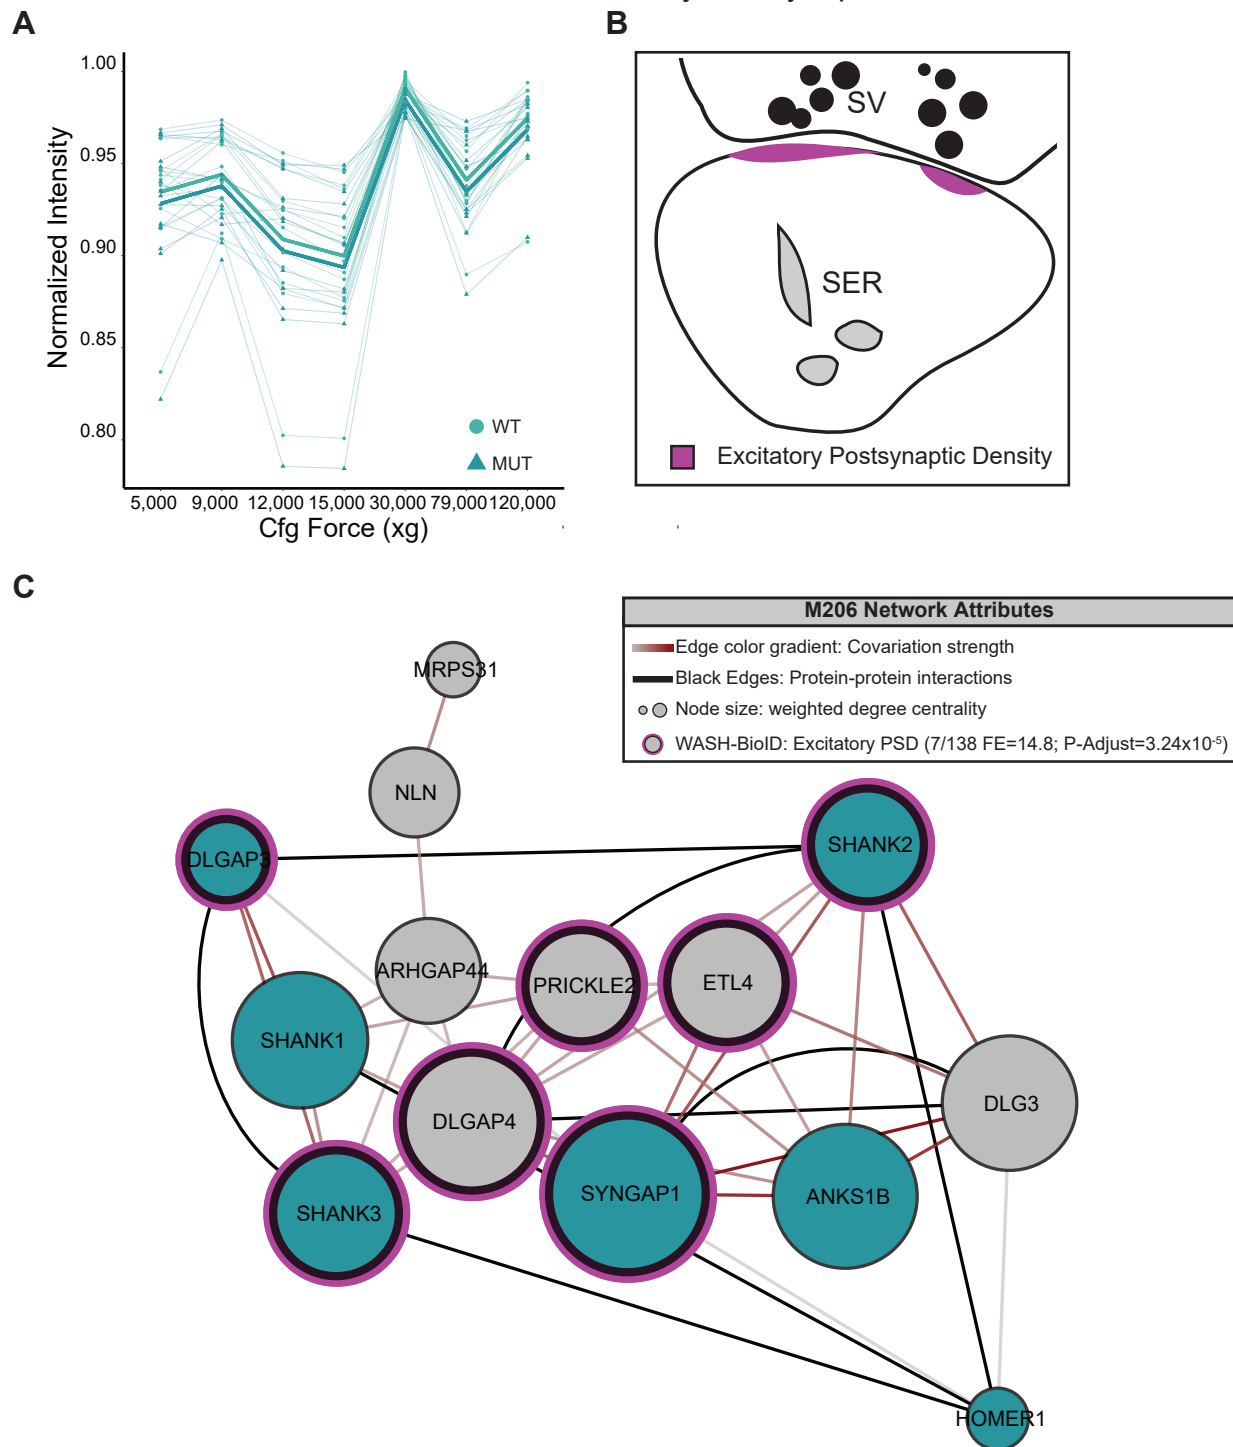 A
B
1.00
0.95
0.90
0.85
0.80
Normalized Intensity
WT
MUT
5,000 9,000 12,000 15,000 30,000 79,000 120,000
Cfg Force (xg)
SV
SER
Excitatory Postsynaptic Density
C
M206 Network Attributes
Edge color gradient: Covariation strength
Black Edges: Protein-protein interactions
Node size: weighted degree centrality
WASH-BioID: Excitatory PSD (7/138 FE=14.8; P-Adjust=3.24x10⁻⁵)
MRPS31
NLN
DLGAP3
SHANK2
ARHGAP44
PRICKLE2
ETL4
SHANK1
DLGAP4
DLG3
SHANK3
SYNGAP1
ANKS1B
HOMER1